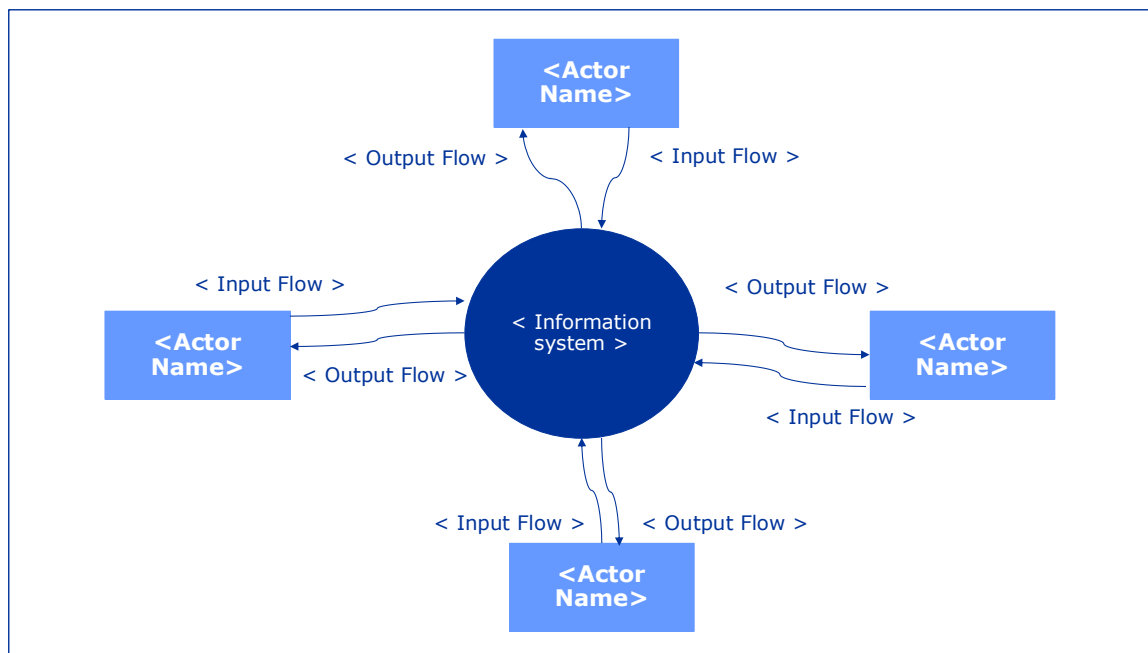 <Actor
Name>
< Output Flow >
< Input Flow >
< Input Flow >
< Output Flow >
<Actor
Name>
< Information
system >
<Actor
Name>
< Output Flow >
< Input Flow >
< Input Flow >
< Output Flow >
<Actor
Name>